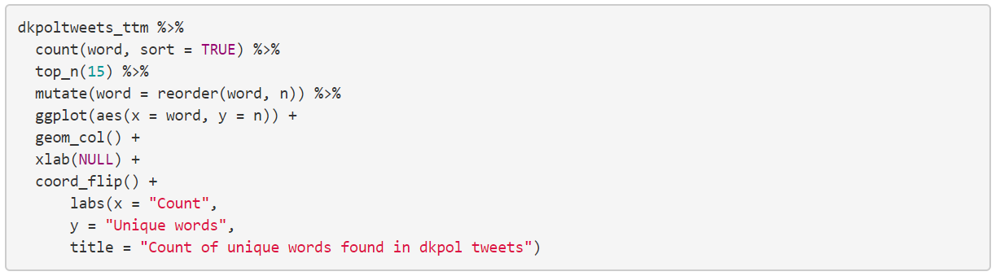 dkpoltweets_ttm %>%
  count(word, sort = TRUE) %>%
  top_n(15) %>%
  mutate(word = reorder(word, n)) %>%
  ggplot(aes(x = word, y = n)) +
  geom_col() +
  xlab(NULL) +
  coord_flip() +
      labs(x = "Count",
      y = "Unique words",
      title = "Count of unique words found in dkpol tweets")